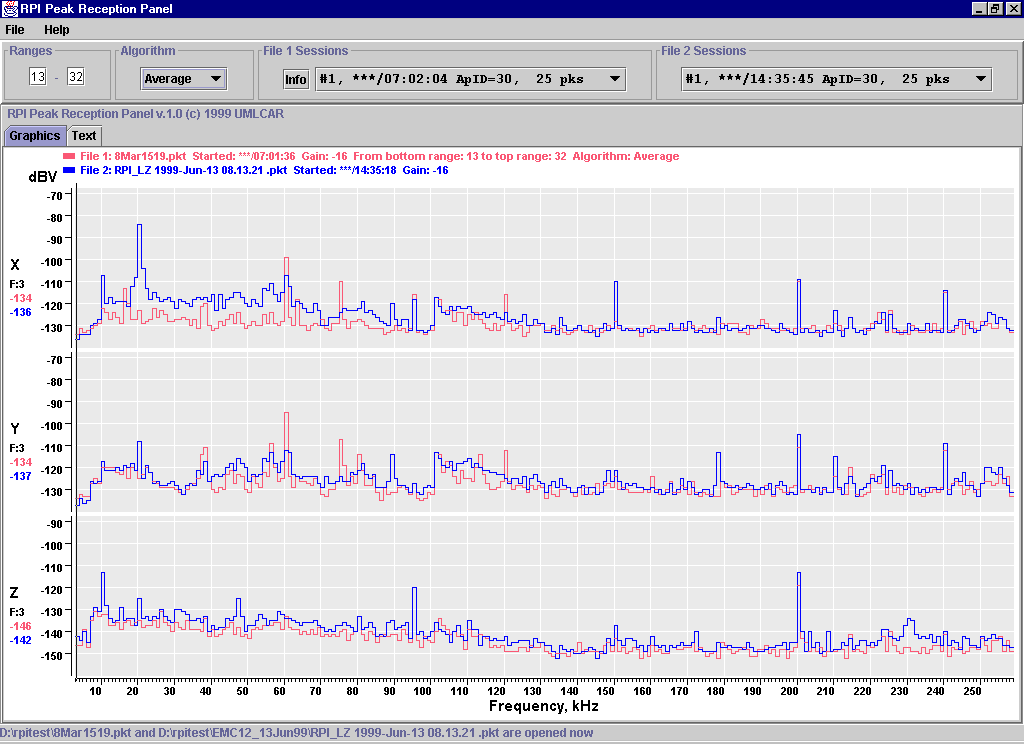 RPI Peak Reception Panel
File Help
Ranges Algorithm File 1 Sessions File 2 Sessions
13 - 32 Average Info #1, ***/07:02:04 ApID=30, 25 pks #1, ***/14:35:45 ApID=30, 25 pks
RPI Peak Reception Panel v.1.0 (c) 1999 UMLCAR
Graphics Text
File 1: 8Mar1519.pkt Started: ***/07:01:36 Gain: -16 From bottom range: 13 to top range: 32 Algorithm: Average
File 2: RPI_LZ 1999-Jun-13 08.13.21 .pkt Started: ***/14:35:18 Gain: -16
dBV
-70
-80
-90
-100
-110
-120
-130
X
F:3
-134
-136
-70
-80
-90
-100
-110
-120
-130
Y
F:3
-134
-137
-90
-100
-110
-120
-130
-140
-150
Z
F:3
-146
-142
10 20 30 40 50 60 70 80 90 100 110 120 130 140 150 160 170 180 190 200 210 220 230 240 250
Frequency, kHz
D:\rpitest\8Mar1519.pkt and D:\rpitest\EMC12_13Jun99\RPI_LZ 1999-Jun-13 08.13.21 .pkt are opened now